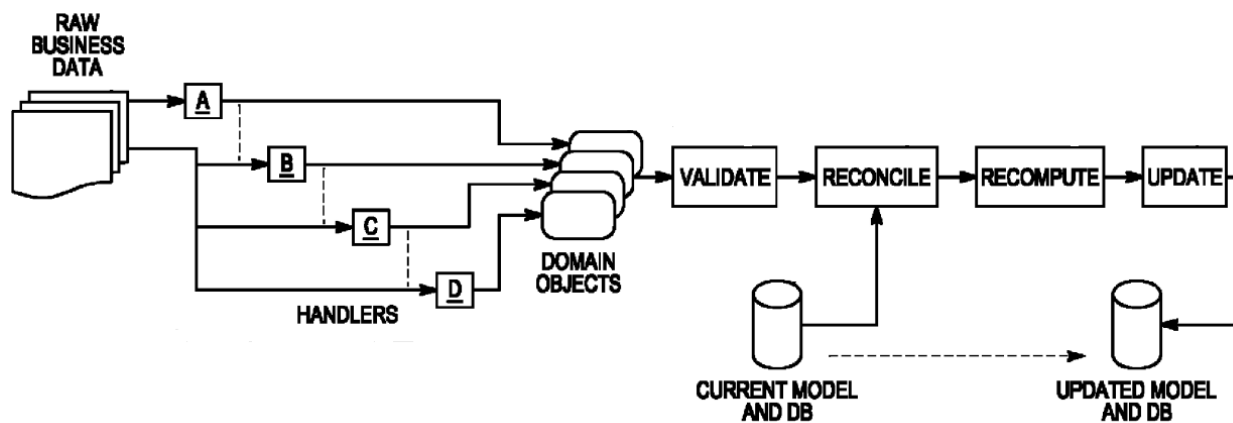 RAW
BUSINESS
DATA
A
B
C
D
HANDLERS
DOMAIN
OBJECTS
VALIDATE
RECONCILE
RECOMPUTE
UPDATE
CURRENT MODEL
AND DB
UPDATED MODEL
AND DB